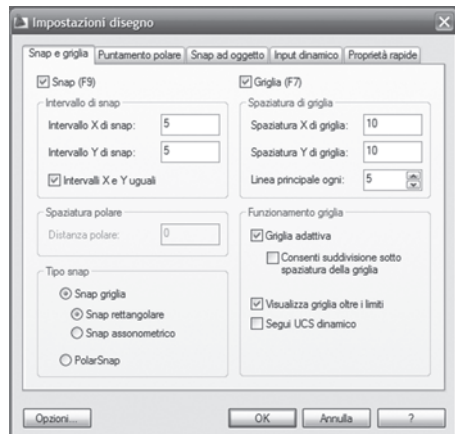 Impostazioni disegno
Snap e griglia
Puntamento polare
Snap ad oggetto
Input dinamico
Proprietà rapide
Snap (F9)
Intervallo di snap
Intervallo X di snap: 5
Intervallo Y di snap: 5
Intervalli X e Y uguali
Spaziatura polare
Distanza polare: 0
Tipo snap
Snap griglia
Snap rettangolare
Snap assonometrico
PolarSnap
Griglia (F7)
Spaziatura di griglia
Spaziatura X di griglia: 10
Spaziatura Y di griglia: 10
Linea principale ogni: 5
Funzionamento griglia
Griglia adattiva
Consenti suddivisione sotto
spaziatura della griglia
Visualizza griglia oltre i limiti
Segui UCS dinamico
Opzioni...
OK
Annulla
?